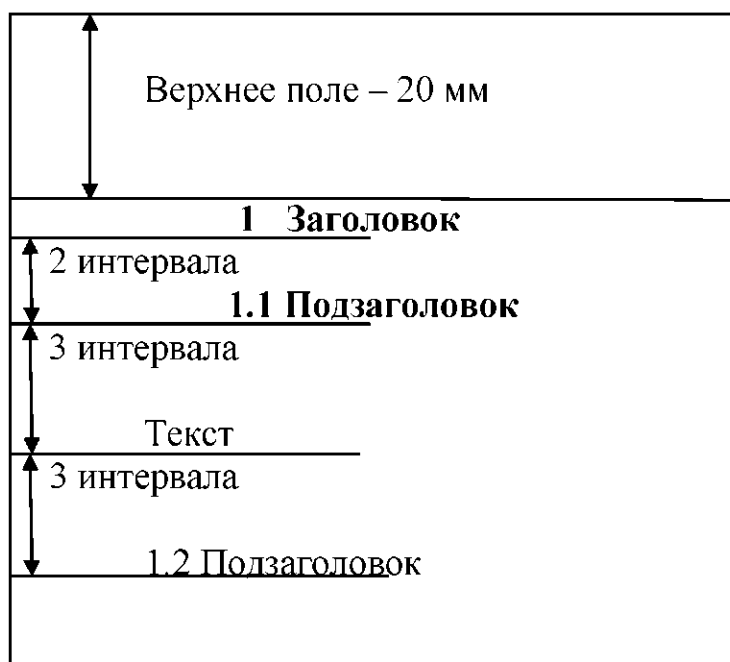 Верхнее поле – 20 мм
1 Заголовок
2 интервала
1.1 Подзаголовок
3 интервала
Текст
3 интервала
1.2 Подзаголовок